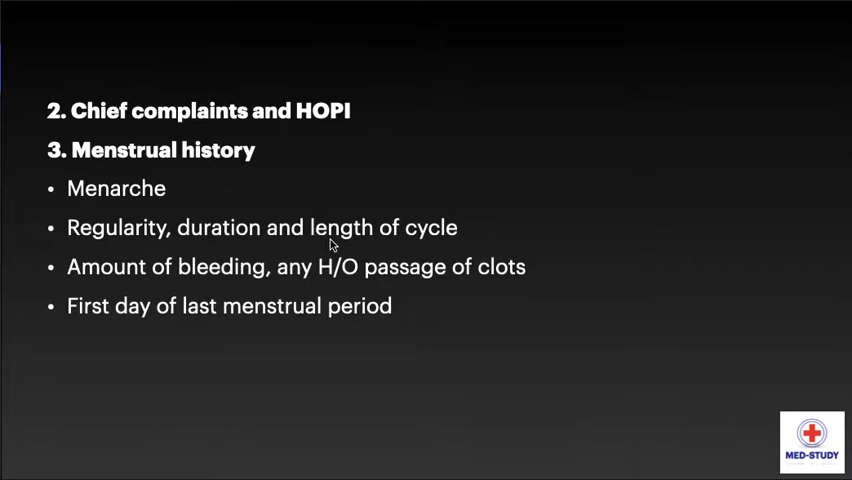 2. Chief complaints and HOPI
3. Menstrual history
• Menarche
• Regularity, duration and length of cycle
• Amount of bleeding, any H/O passage of clots
• First day of last menstrual period
MED-STUDY